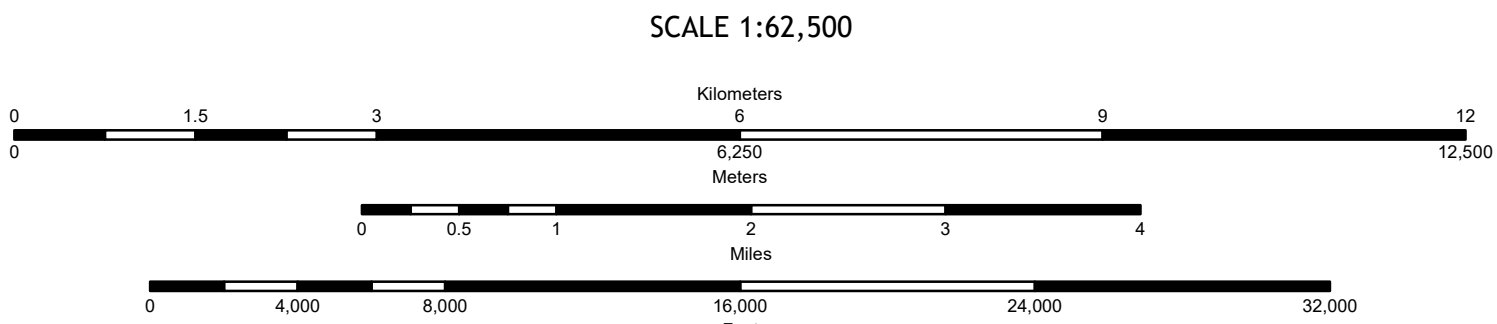 SCALE 1:62,500
Kilometers
0 1.5 3 6 9 12
0 6,250 12,500
Meters
0 0.5 1 2 3 4
Miles
0 4,000 8,000 16,000 24,000 32,000